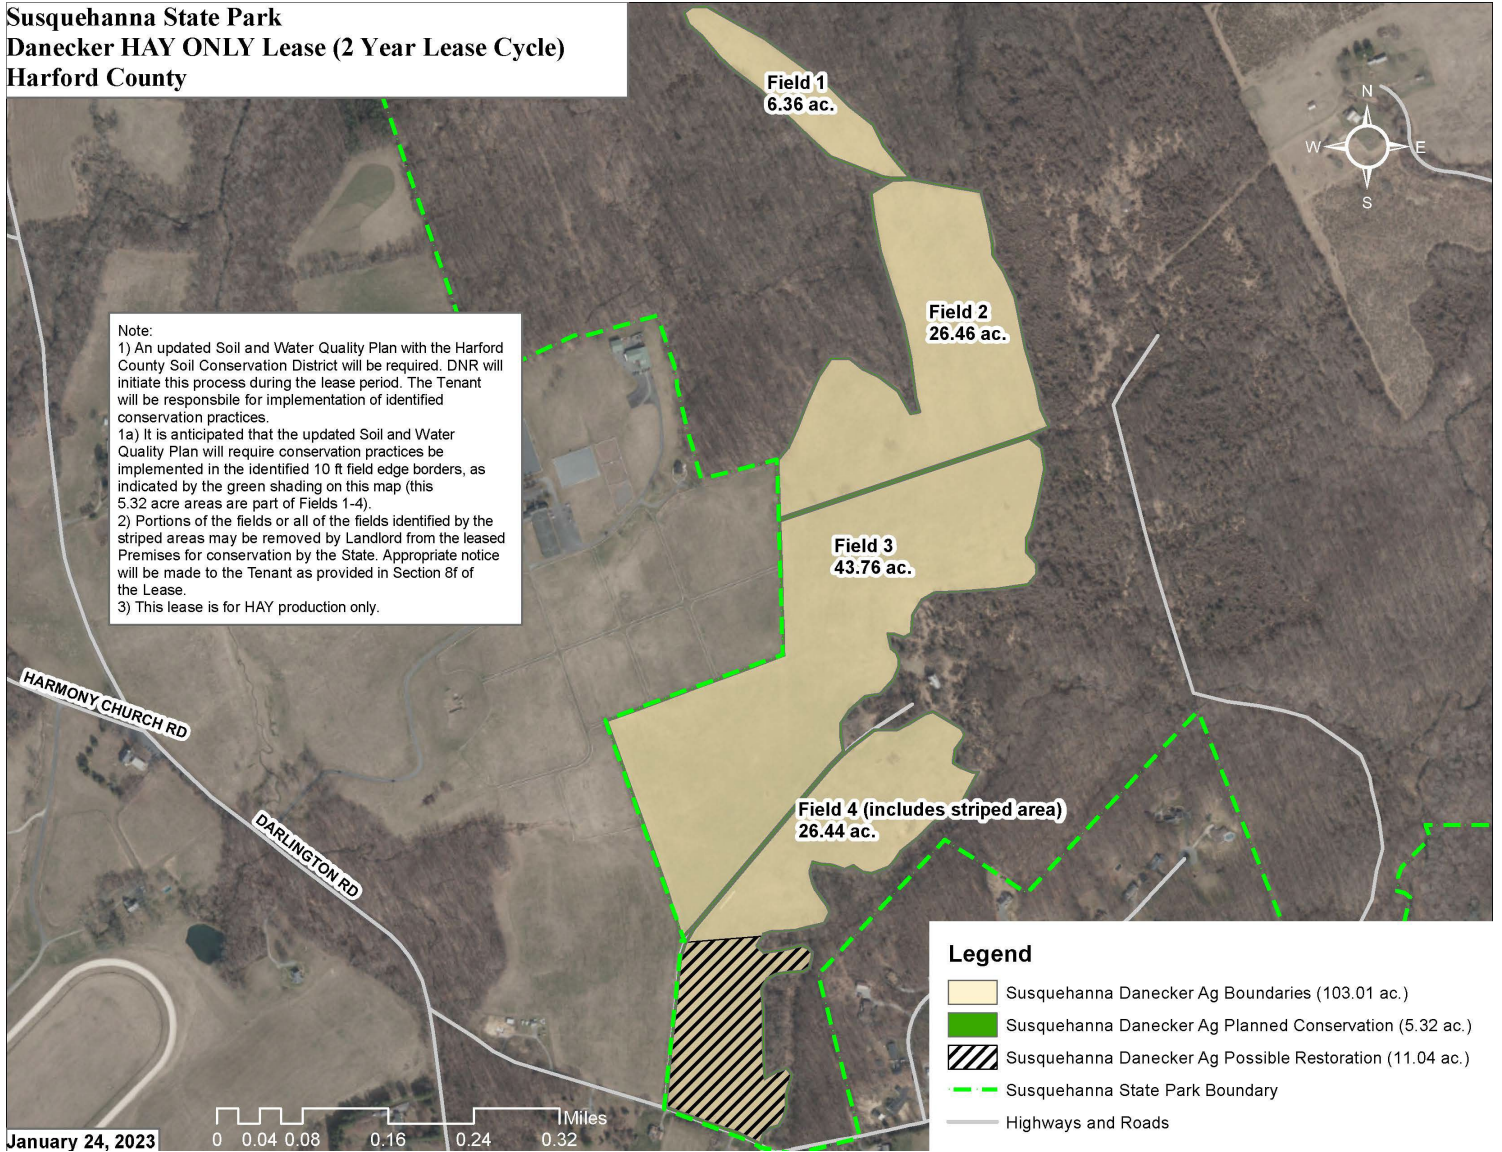 Susquehanna State Park
Danecker HAY ONLY Lease (2 Year Lease Cycle)
Harford County
Field 1
6.36 ac.
N
W
E
S
Field 2
26.46 ac.
Note:
1) An updated Soil and Water Quality Plan with the Harford
County Soil Conservation District will be required. DNR will
initiate this process during the lease period. The Tenant
will be responsbile for implementation of identified
conservation practices.
1a) It is anticipated that the updated Soil and Water
Quality Plan will require conservation practices be
implemented in the identified 10 ft field edge borders, as
indicated by the green shading on this map (this
5.32 acre areas are part of Fields 1-4).
2) Portions of the fields or all of the fields identified by the
striped areas may be removed by Landlord from the leased
Premises for conservation by the State. Appropriate notice
will be made to the Tenant as provided in Section 8f of
the Lease.
3) This lease is for HAY production only.
Field 3
43.76 ac.
HARMONY CHURCH RD
DARLINGTON RD
Field 4 (includes striped area)
26.44 ac.
Legend
Susquehanna Danecker Ag Boundaries (103.01 ac.)
Susquehanna Danecker Ag Planned Conservation (5.32 ac.)
Susquehanna Danecker Ag Possible Restoration (11.04 ac.)
Susquehanna State Park Boundary
Highways and Roads
Miles
0 0.04 0.08 0.16 0.24 0.32
January 24, 2023